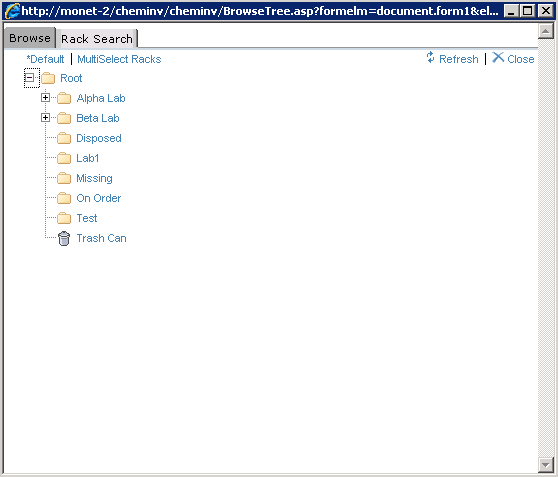 http://monet-2/cheminv/cheminv/BrowseTree.asp?formelm=document.form1&el...
Browse Rack Search
*Default | MultiSelect Racks Refresh | Close
Root
Alpha Lab
Beta Lab
Disposed
Lab1
Missing
On Order
Test
Trash Can